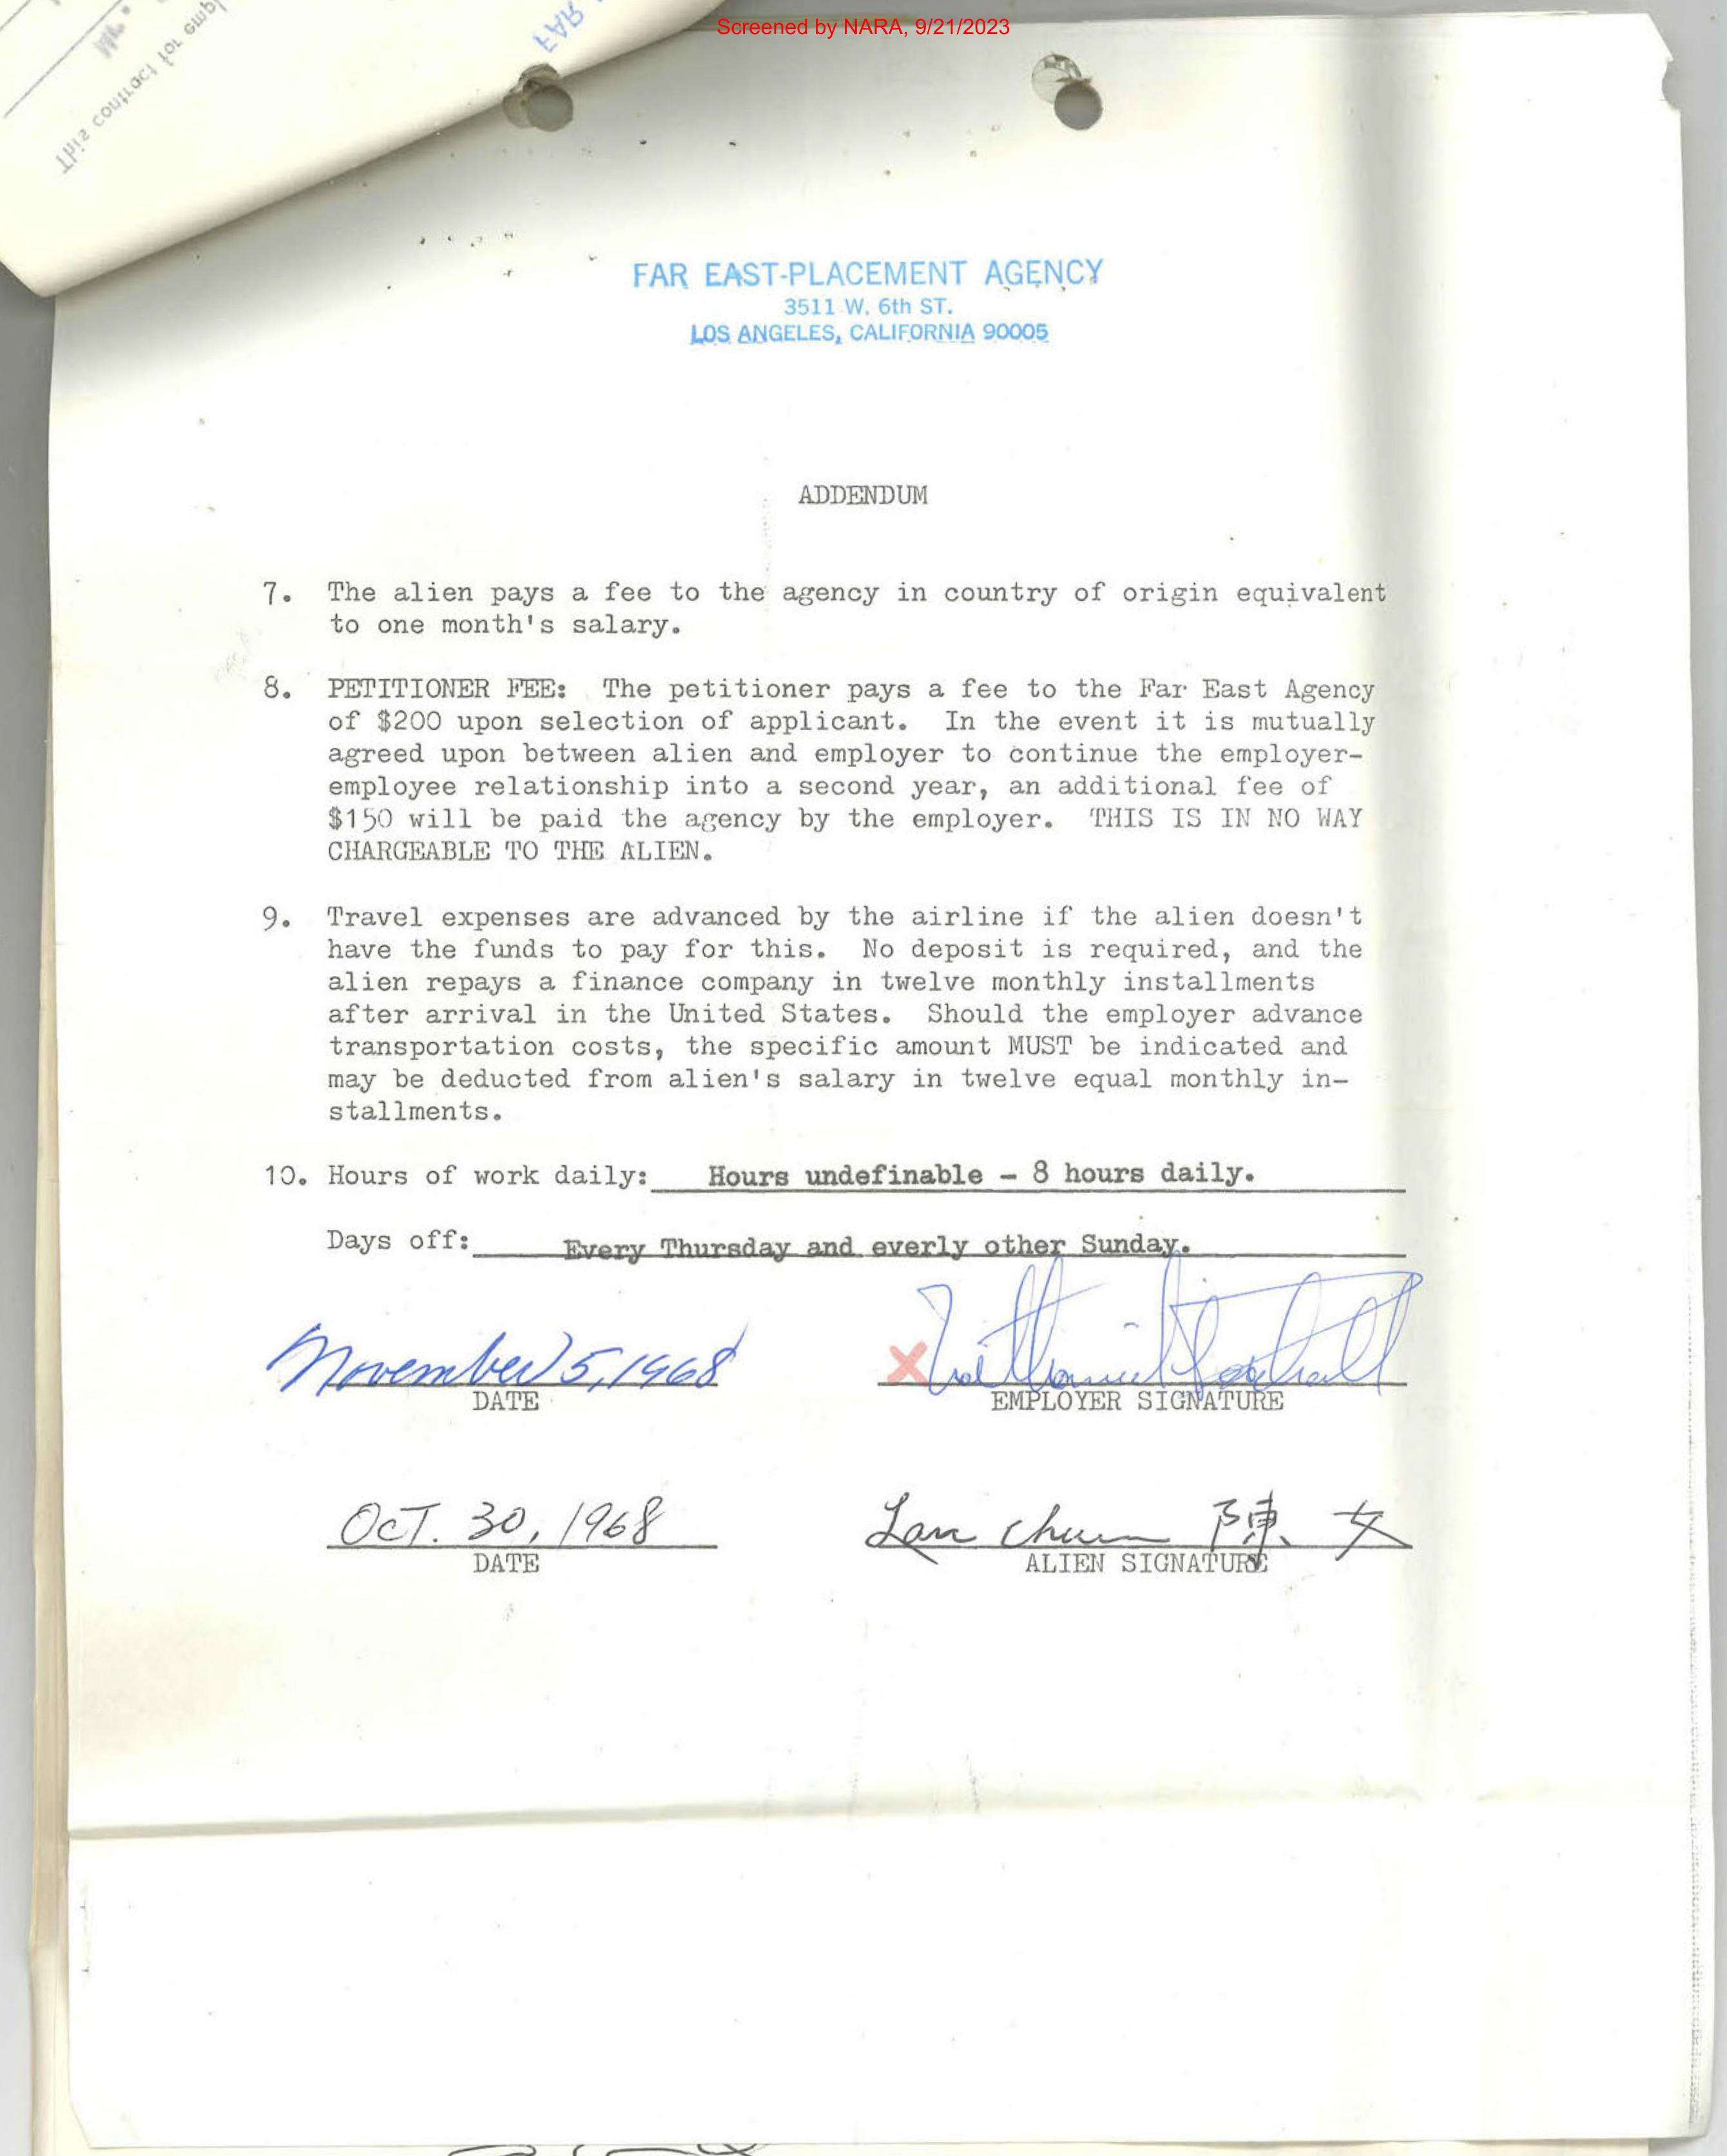 Screened by NARA, 9/21/2023
This contract for empl
FAR
FAR EAST-PLACEMENT AGENCY
3511 W. 6th ST.
LOS ANGELES, CALIFORNIA 90005
ADDENDUM
7. The alien pays a fee to the agency in country of origin equivalent
to one month's salary.
8. PETITIONER FEE: The petitioner pays a fee to the Far East Agency
of $200 upon selection of applicant. In the event it is mutually
agreed upon between alien and employer to continue the employer-
employee relationship into a second year, an additional fee of
$150 will be paid the agency by the employer. THIS IS IN NO WAY
CHARGEABLE TO THE ALIEN.
9. Travel expenses are advanced by the airline if the alien doesn't
have the funds to pay for this. No deposit is required, and the
alien repays a finance company in twelve monthly installments
after arrival in the United States. Should the employer advance
transportation costs, the specific amount MUST be indicated and
may be deducted from alien's salary in twelve equal monthly in-
stallments.
10. Hours of work daily: Hours undefinable - 8 hours daily.
Days off: Every Thursday and everly other Sunday.
November 5, 1968 X
DATE EMPLOYER SIGNATURE
OCT. 30, 1968 Lan Chun 陳 女
DATE ALIEN SIGNATURE